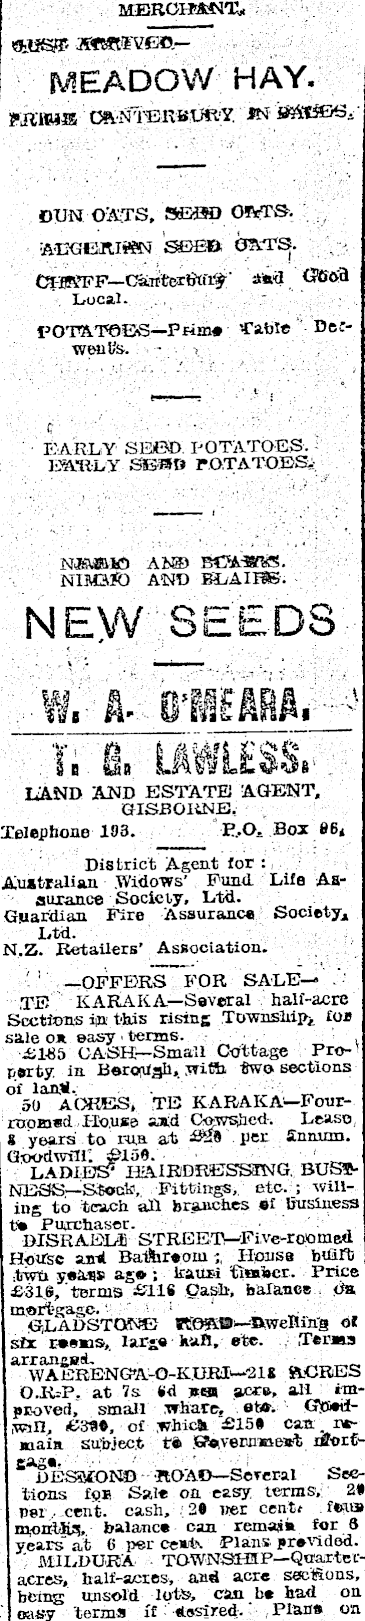 MERCHANT,
JUST ARRIVED—
MEADOW HAY.
PRIME CANTERBURY IN BALES.
DUN OATS, SEED OATS.
ALGERIAN SEED OATS.
CHAFF—Canterbury and Good
Local.
POTATOES—Prime Table Der-
wents.
EARLY SEED POTATOES.
EARLY SEED POTATOES.
AND
NIMMO AND BLAIRS.
NEW SEEDS
W. A. O'MEARA,
T. G. LAWLESS,
LAND AND ESTATE AGENT,
GISBORNE.
Telephone 193. P.O. Box 96,
District Agent for :
Australian Widows' Fund Life As-
surance Society, Ltd.
Guardian Fire Assurance Society,
Ltd.
N.Z. Retailers' Association.
—OFFERS FOR SALE—
TE KARAKA—Several half-acre
Sections in this rising Township, for
sale on easy terms.
£185 CASH—Small Cottage Pro-
perty in Borough, with two sections
of land.
50 ACRES, TE KARAKA—Four-
roomed House and Cowshed. Lease,
8 years to run at per annum.
Goodwill, £150.
LADIES' HAIRDRESSING BUSI-
NESS—Stock, Fittings, etc. ; will-
ing to teach all branches of business
to Purchaser.
DISRAELI STREET—Five-roomed
House and Bathroom ; House built
two years ago ; kauri timber. Price
£316, terms £116 Cash, balance on
mortgage.
GLADSTONE ROAD—Dwelling of
six rooms, large hall, etc. Terms
arranged.
WAERENGA-O-KURI—218 ACRES
O.R.P. at 7s 6d per acre, all im-
proved, small whare, etc. Good-
will, of which £150 can re-
main subject to Government Mort-
gage.
DESMOND ROAD—Several Sec-
tions for Sale on easy terms, 20
per cent. cash, 20 per cent. four
months, balance can remain for 6
years at 6 per cent. Plans provided.
MILDURA TOWNSHIP—Quarter-
acres, half-acres, and acre sections,
being unsold lots, can be had on
easy terms if desired. Plans on